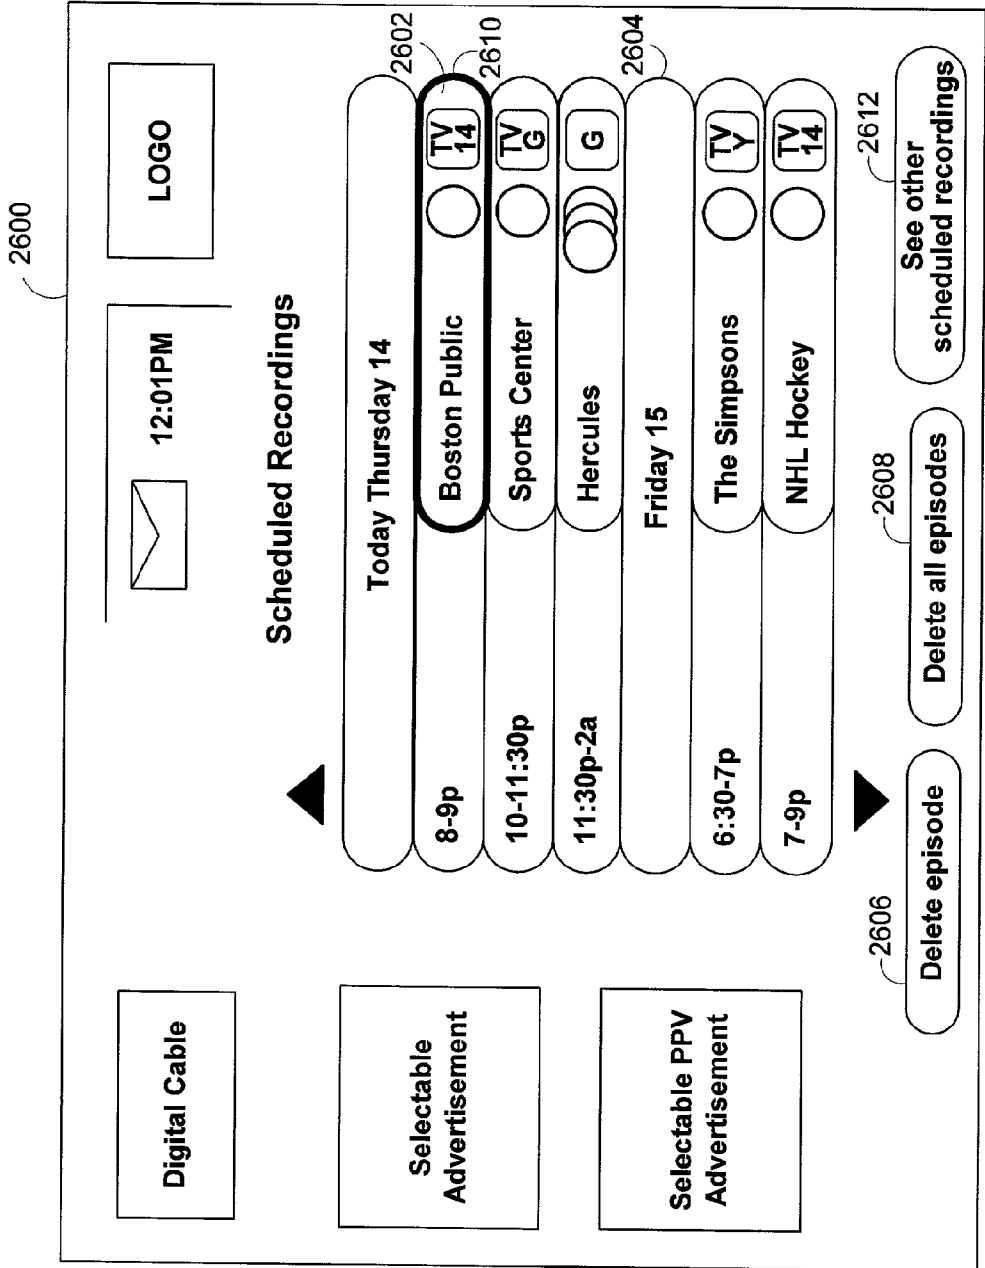 2600
Digital Cable
12:01PM
LOGO
Scheduled Recordings
Selectable
Advertisement
Selectable PPV
Advertisement
Today Thursday 14
2602
8-9p Boston Public TV 14
2610
10-11:30p Sports Center TV G
11:30p-2a Hercules G
Friday 15
2604
6:30-7p The Simpsons TV Y
7-9p NHL Hockey TV 14
2606
Delete episode
2608
Delete all episodes
2612
See other
scheduled recordings